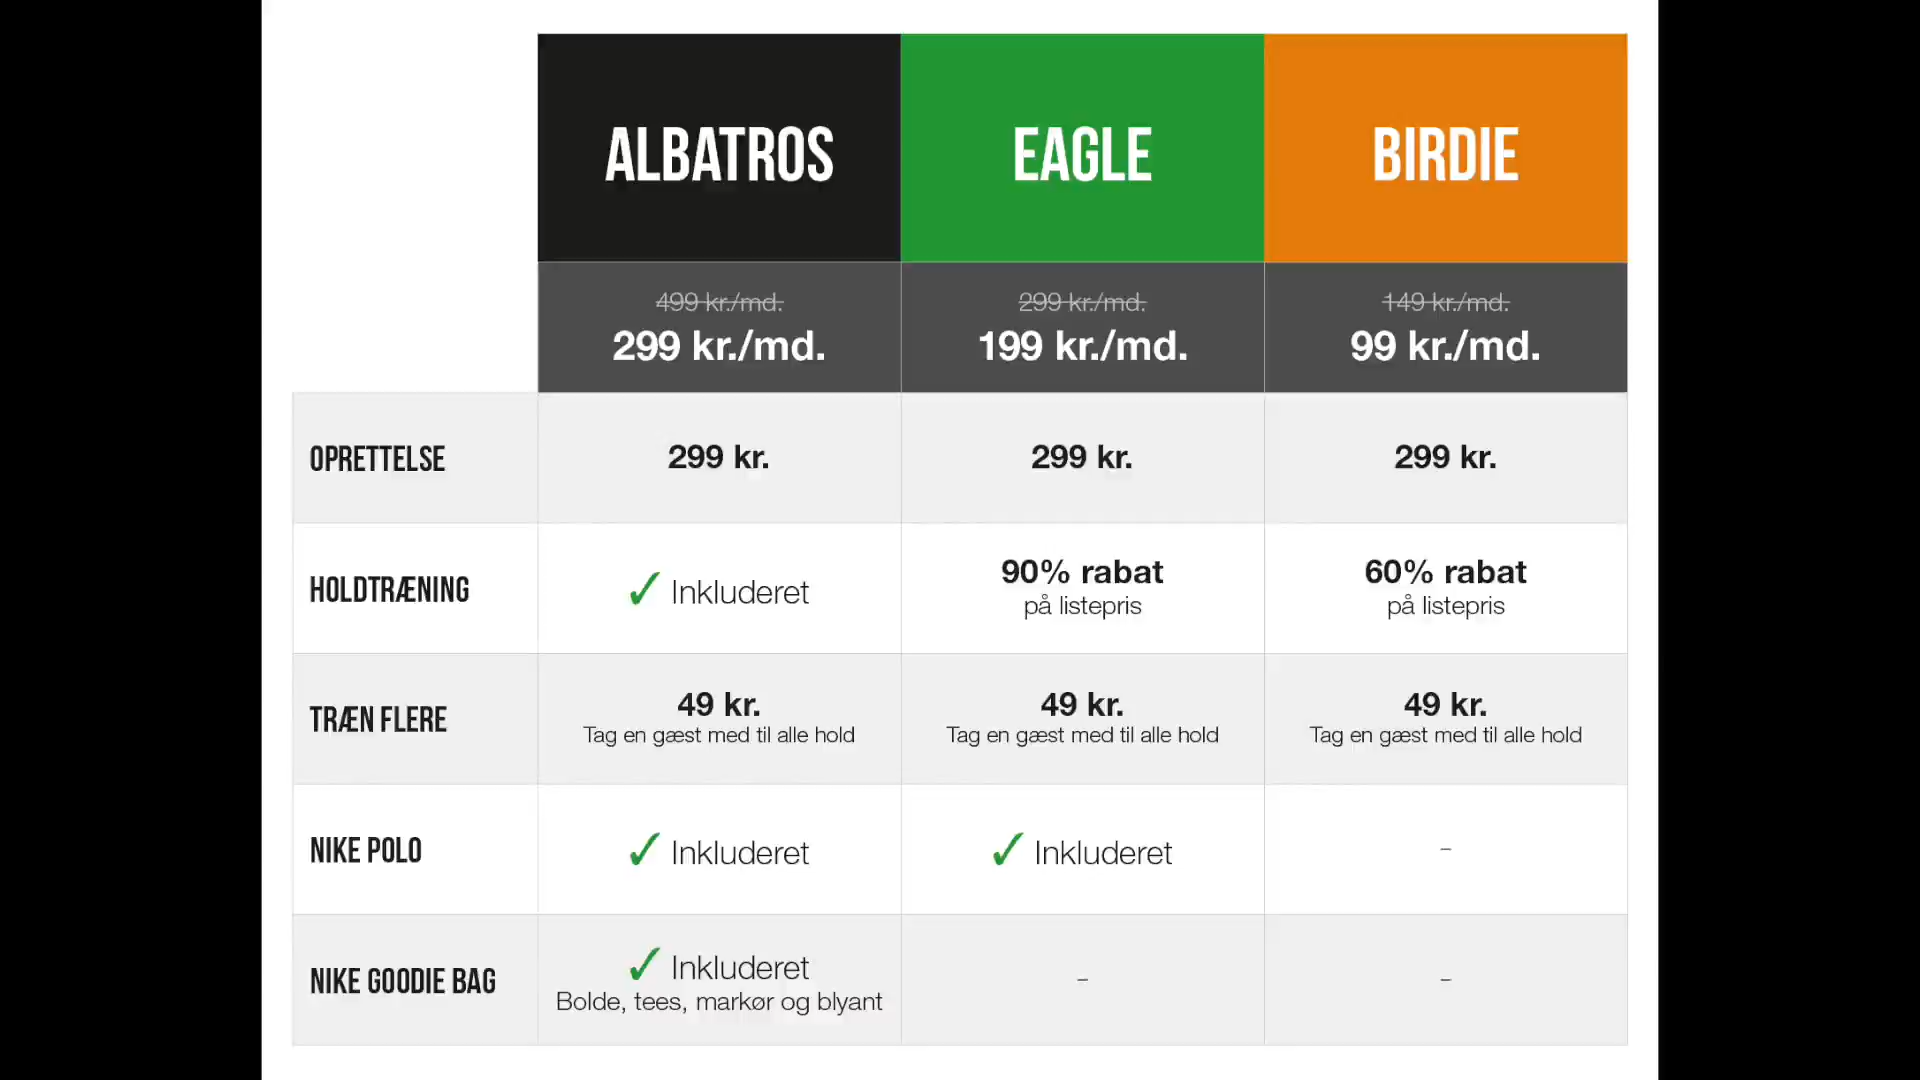 ALBATROS EAGLE BIRDIE
499 kr./md. 299 kr./md. 149 kr./md.
299 kr./md. 199 kr./md. 99 kr./md.
OPRETTELSE 299 kr. 299 kr. 299 kr.
HOLDTRÆNING ✓ Inkluderet 90% rabat 60% rabat
på listepris på listepris
TRÆN FLERE 49 kr. 49 kr. 49 kr.
Tag en gæst med til alle hold Tag en gæst med til alle hold Tag en gæst med til alle hold
NIKE POLO ✓ Inkluderet ✓ Inkluderet –
NIKE GOODIE BAG ✓ Inkluderet – –
Bolde, tees, markør og blyant